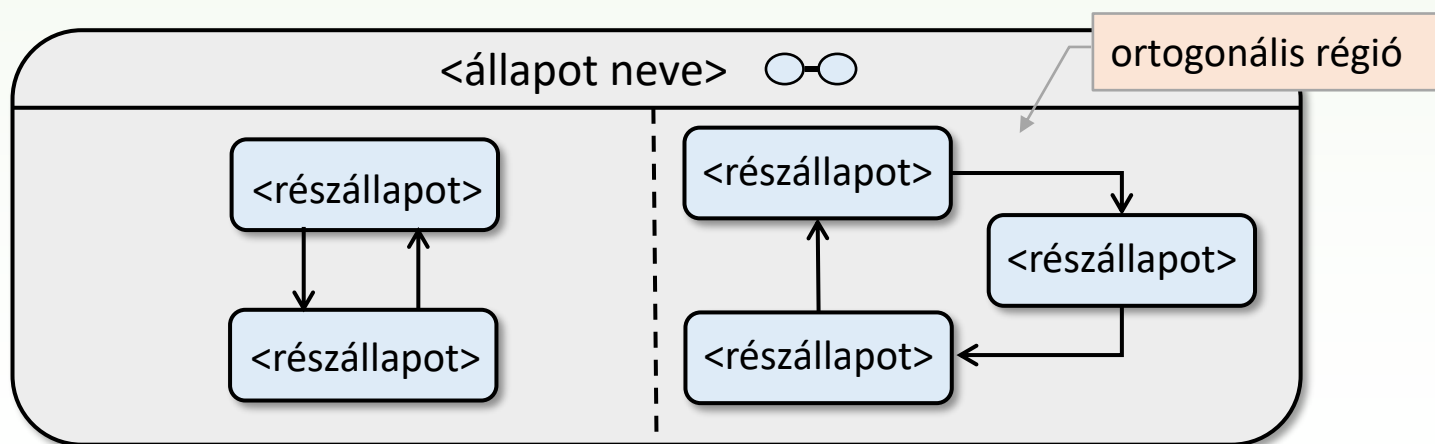 <állapot neve>
ortogonális régió
<részállapot>
<részállapot>
<részállapot>
<részállapot>
<részállapot>